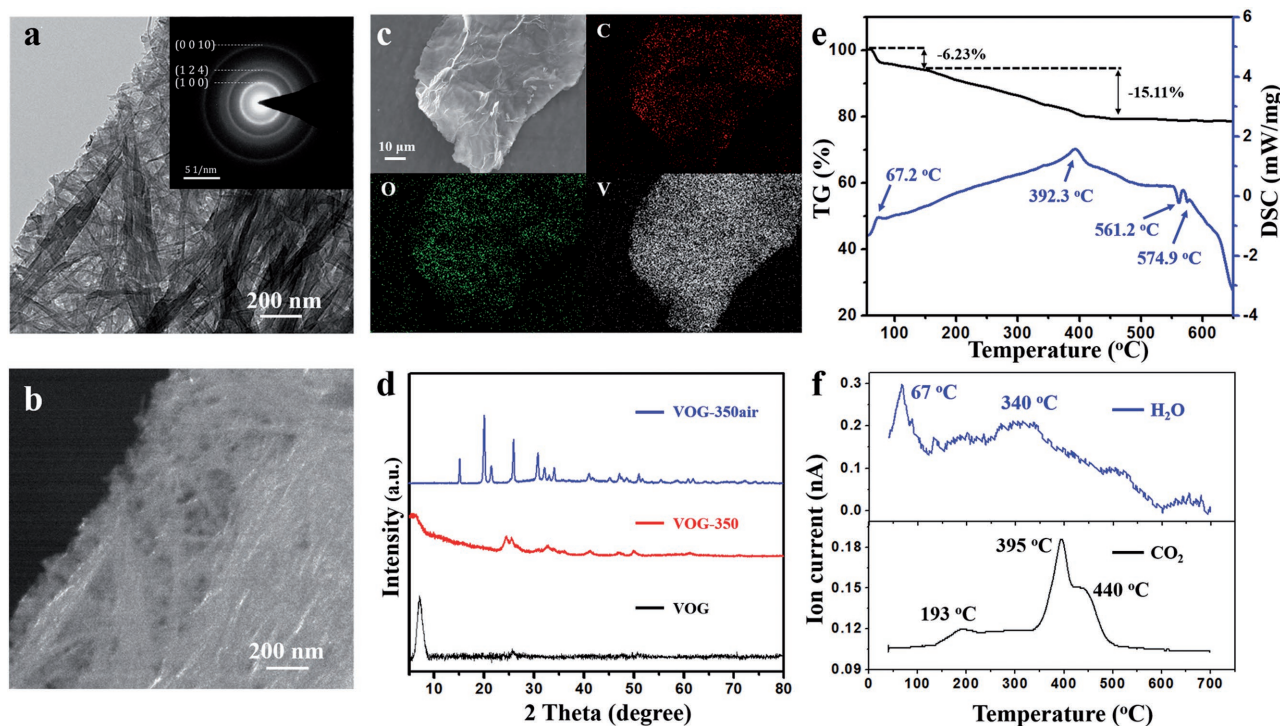 a
(0 0 10)
(1 2 4)
(1 0 0)
5 1/nm
200 nm
b
200 nm
c
10 μm
C
O
V
d
Intensity (a.u.)
VOG-350air
VOG-350
VOG
10 20 30 40 50 60 70 80
2 Theta (degree)
e
TG (%)
100
80
60
40
20
-6.23%
-15.11%
67.2 °C
392.3 °C
561.2 °C
574.9 °C
6
4
2
0
-2
-4
DSC (mW/mg)
100 200 300 400 500 600
Temperature (°C)
f
Ion current (nA)
0.3
0.2
0.1
0.0
67 °C
340 °C
H₂O
0.18
0.15
0.12
0.09
395 °C
CO₂
440 °C
193 °C
0 100 200 300 400 500 600 700
Temperature (°C)